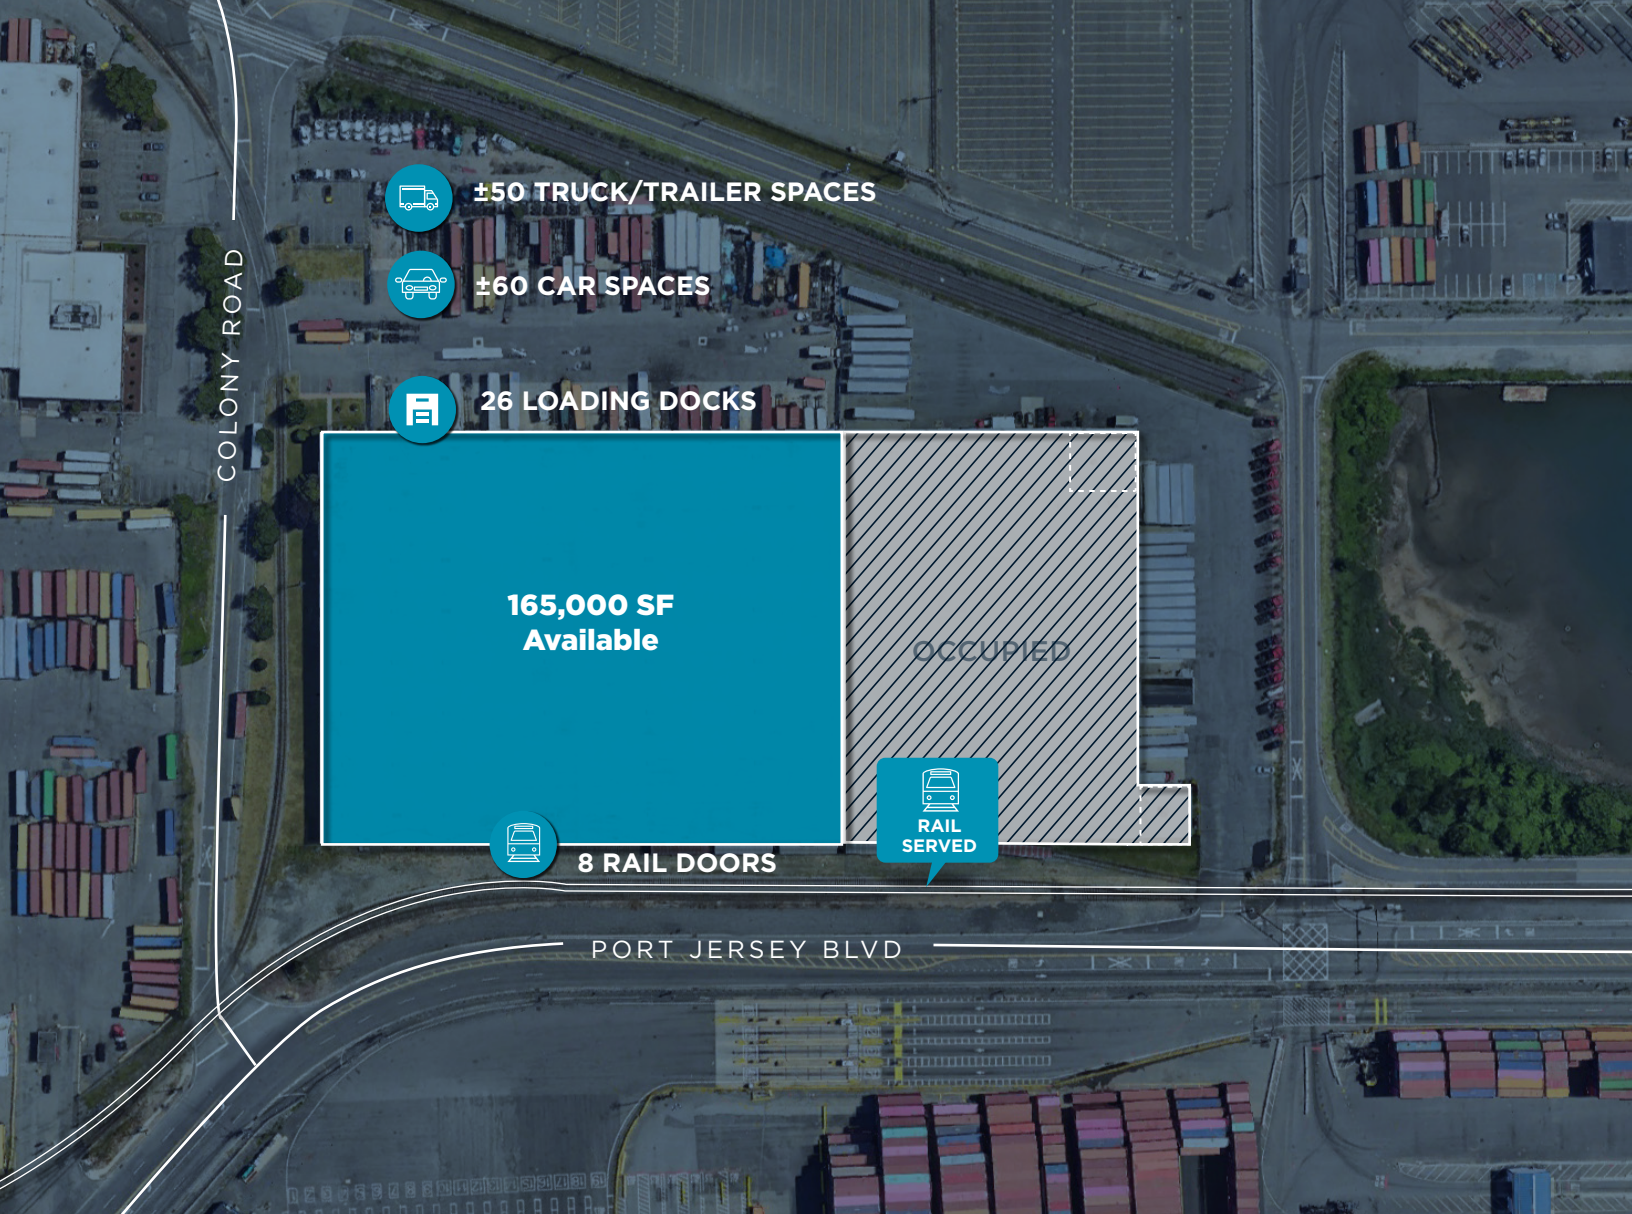 ±50 TRUCK/TRAILER SPACES
±60 CAR SPACES
COLONY ROAD
26 LOADING DOCKS
165,000 SF
Available
OCCUPIED
RAIL
SERVED
8 RAIL DOORS
PORT JERSEY BLVD